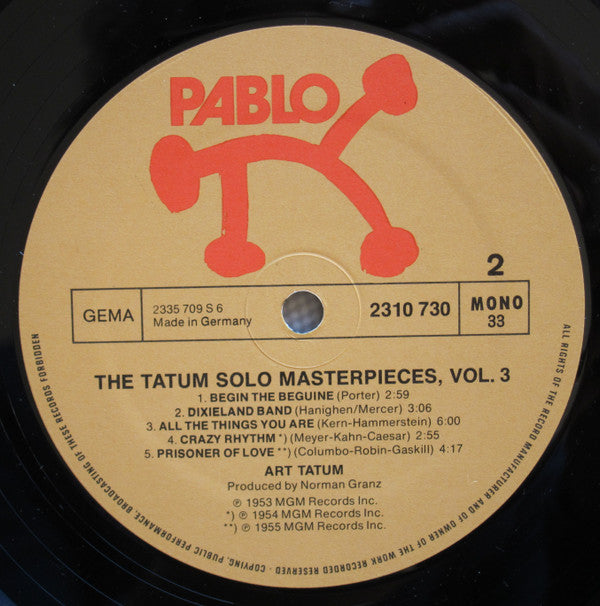 PABLO
2
GEMA
2335 709 S 6
Made in Germany
2310 730
MONO
33
THE TATUM SOLO MASTERPIECES, VOL. 3
1. BEGIN THE BEGUINE (Porter) 2:59
2. DIXIELAND BAND (Hanighen/Mercer) 3:06
3. ALL THE THINGS YOU ARE (Kern-Hammerstein) 6:00
4. CRAZY RHYTHM *) (Meyer-Kahn-Caesar) 2:55
5. PRISONER OF LOVE **) (Columbo-Robin-Gaskill) 4:17
ART TATUM
Produced by Norman Granz
℗ 1953 MGM Records Inc.
*) ℗ 1954 MGM Records Inc.
**) ℗ 1955 MGM Records Inc.
ALL RIGHTS OF THE RECORD MANUFACTURER AND OF OWNER OF THE WORK RECORDED RESERVED · COPYING, PUBLIC PERFORMANCE, BROADCASTING OF THESE RECORDS FORBIDDEN